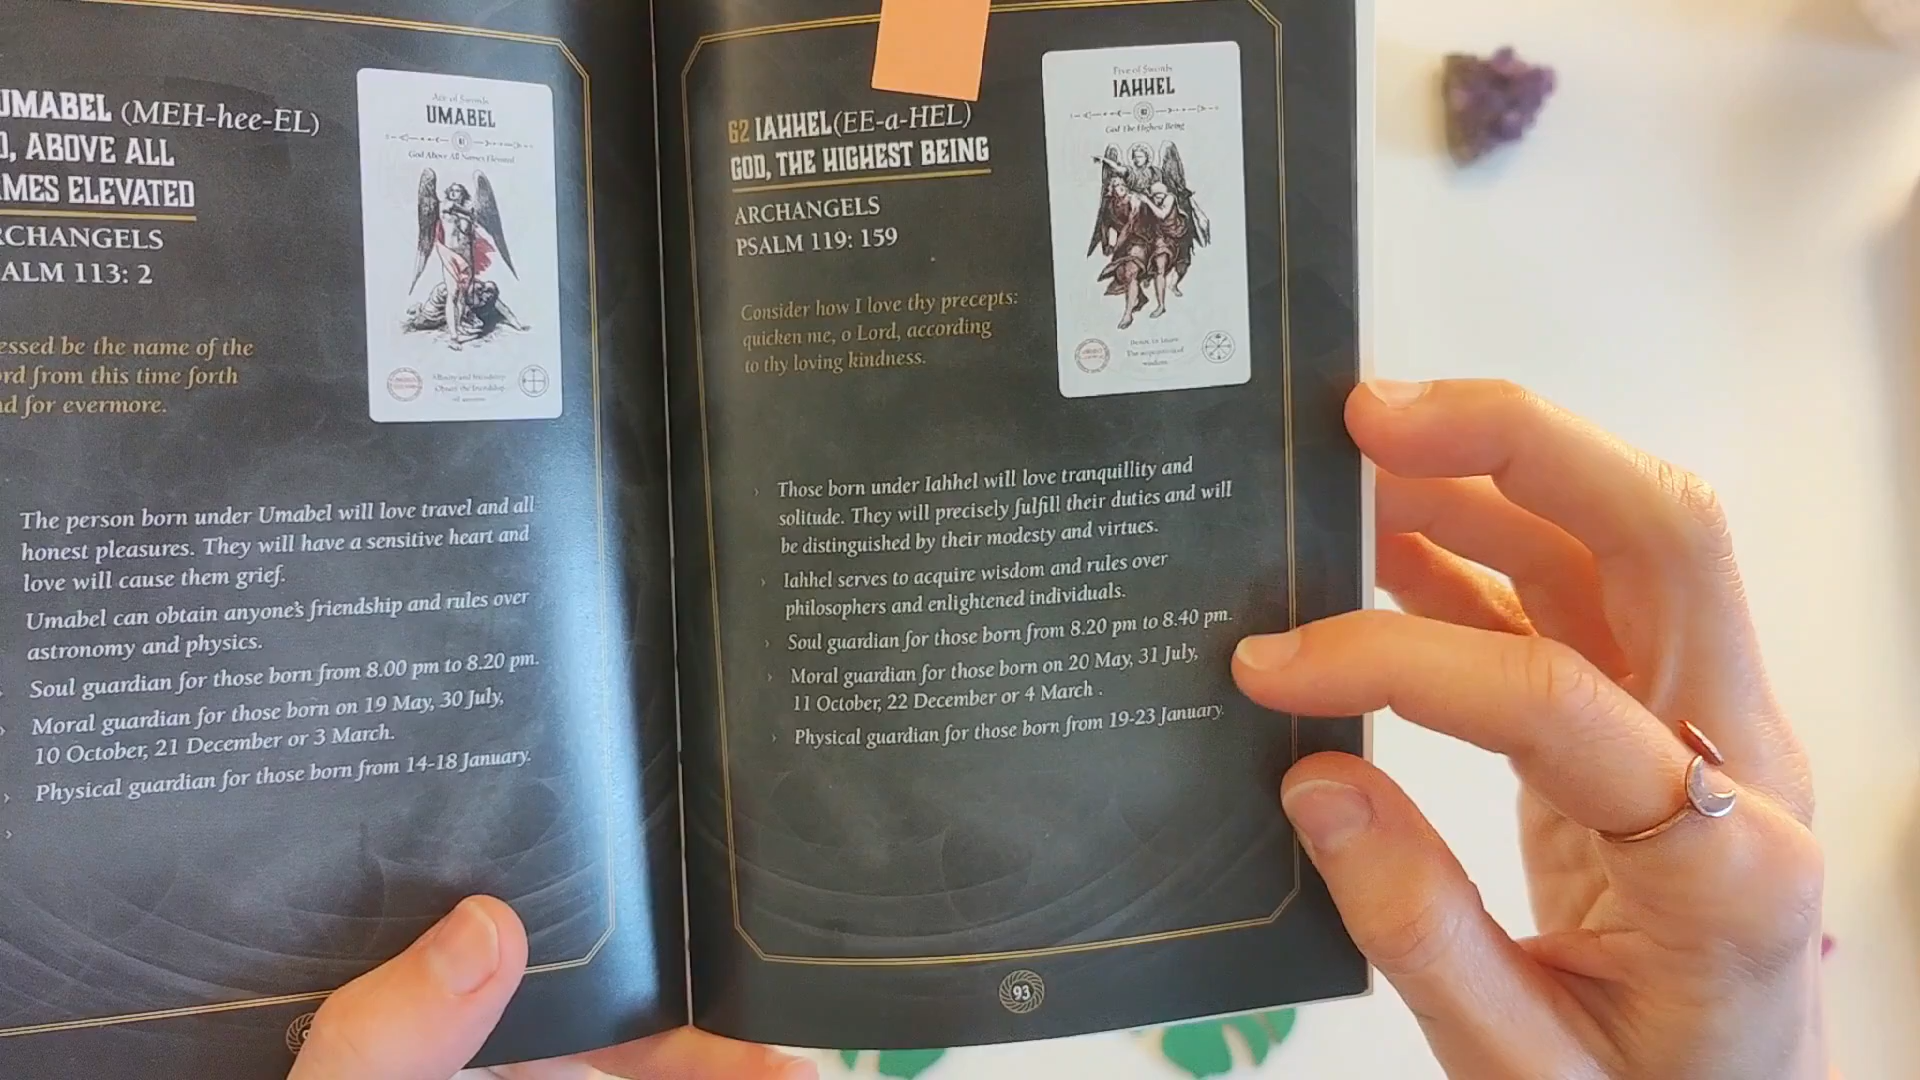 UMABEL (MEH-hee-EL)
ABOVE ALL
ELEVATED
PSALM 113: 2
be the name of the
from this time forth
for evermore.
Ace of Swords
UMABEL
God Above All Names Elevated
The person born under Umabel will love travel and all
honest pleasures. They will have a sensitive heart and
love will cause them grief.
Umabel can obtain anyone's friendship and rules over
astronomy and physics.
Soul guardian for those born from 8.00 pm to 8.20 pm.
Moral guardian for those born on 19 May, 30 July,
10 October, 21 December or 3 March.
Physical guardian for those born from 14-18 January.
62 IAHHEL (EE-a-HEL)
GOD, THE HIGHEST BEING
ARCHANGELS
PSALM 119: 159
Consider how I love thy precepts:
quicken me, o Lord, according
to thy loving kindness.
Five of Swords
IAHHEL
62
God The Highest Being
Desire to know
The acquisition of
wisdom
› Those born under Iahhel will love tranquillity and
solitude. They will precisely fulfill their duties and will
be distinguished by their modesty and virtues.
› Iahhel serves to acquire wisdom and rules over
philosophers and enlightened individuals.
› Soul guardian for those born from 8.20 pm to 8.40 pm.
› Moral guardian for those born on 20 May, 31 July,
11 October, 22 December or 4 March .
› Physical guardian for those born from 19-23 January.
93